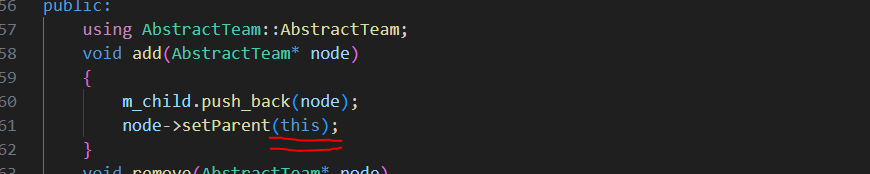 56 public:
57 using AbstractTeam::AbstractTeam;
58 void add(AbstractTeam* node)
59 {
60 m_child.push_back(node);
61 node->setParent(this);
62 }
63 void remove(AbstractTeam* node)